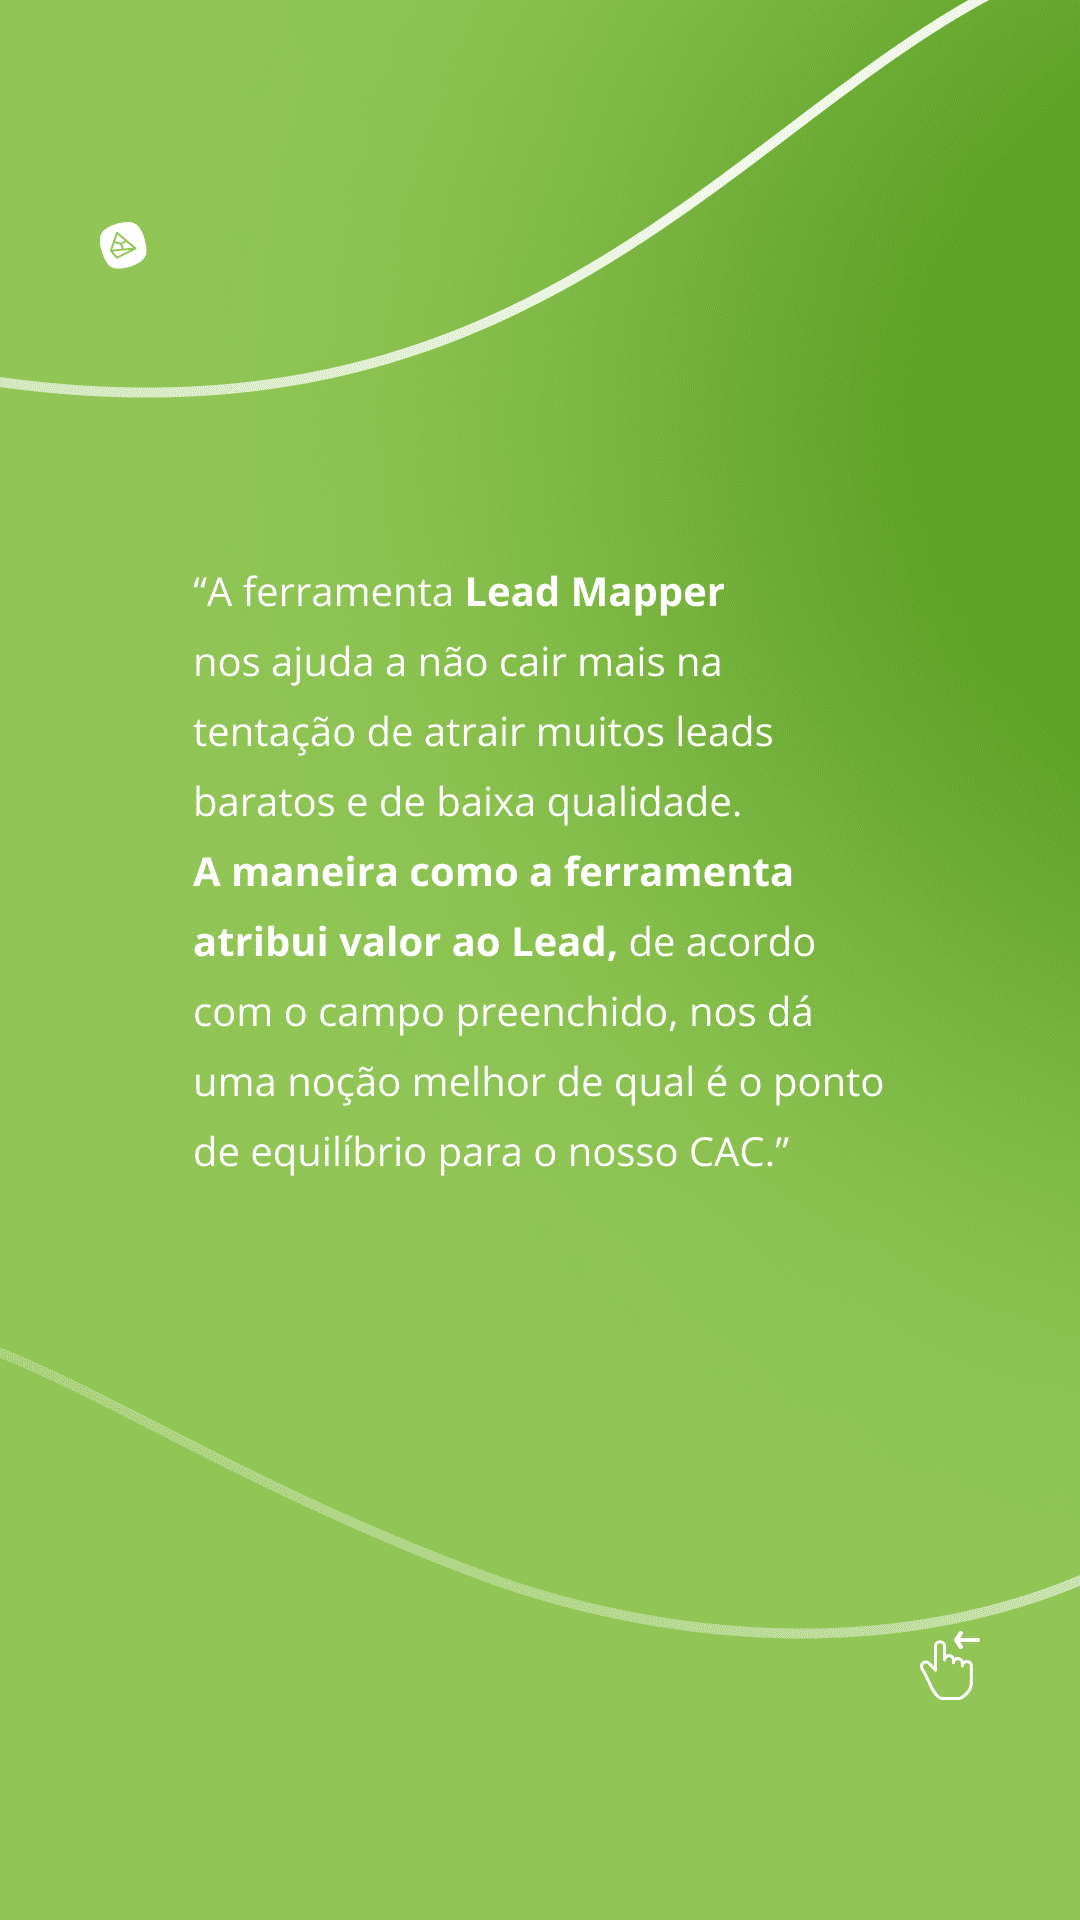 “A ferramenta Lead Mapper
nos ajuda a não cair mais na
tentação de atrair muitos leads
baratos e de baixa qualidade.
A maneira como a ferramenta
atribui valor ao Lead, de acordo
com o campo preenchido, nos dá
uma noção melhor de qual é o ponto
de equilíbrio para o nosso CAC.”